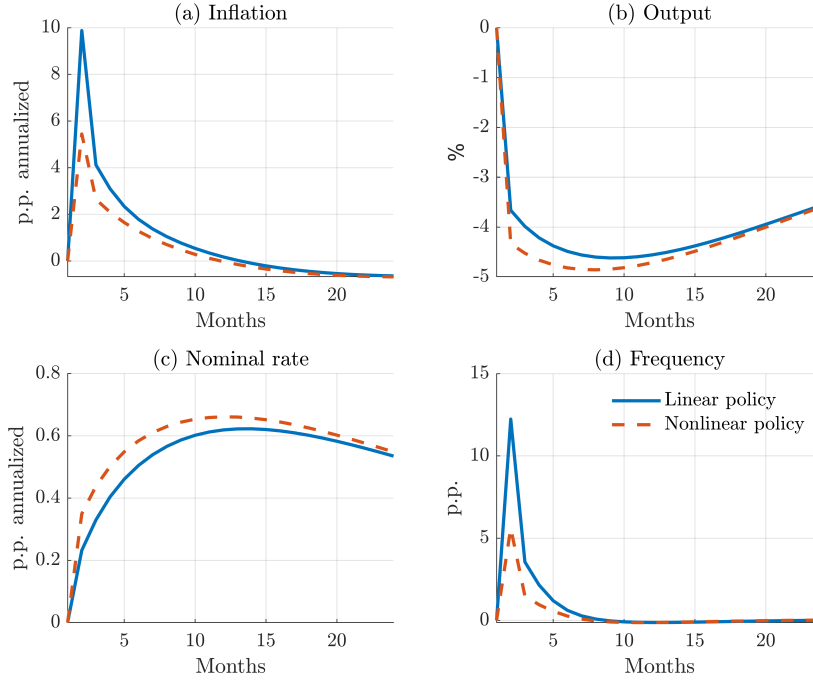 (a) Inflation
10
8
6
4
2
0
p.p. annualized
5
10
15
20
Months
(b) Output
0
-1
-2
-3
-4
-5
%
5
10
15
20
Months
(c) Nominal rate
0.8
0.6
0.4
0.2
0
p.p. annualized
5
10
15
20
Months
(d) Frequency
15
10
5
0
p.p.
Linear policy
Nonlinear policy
5
10
15
20
Months